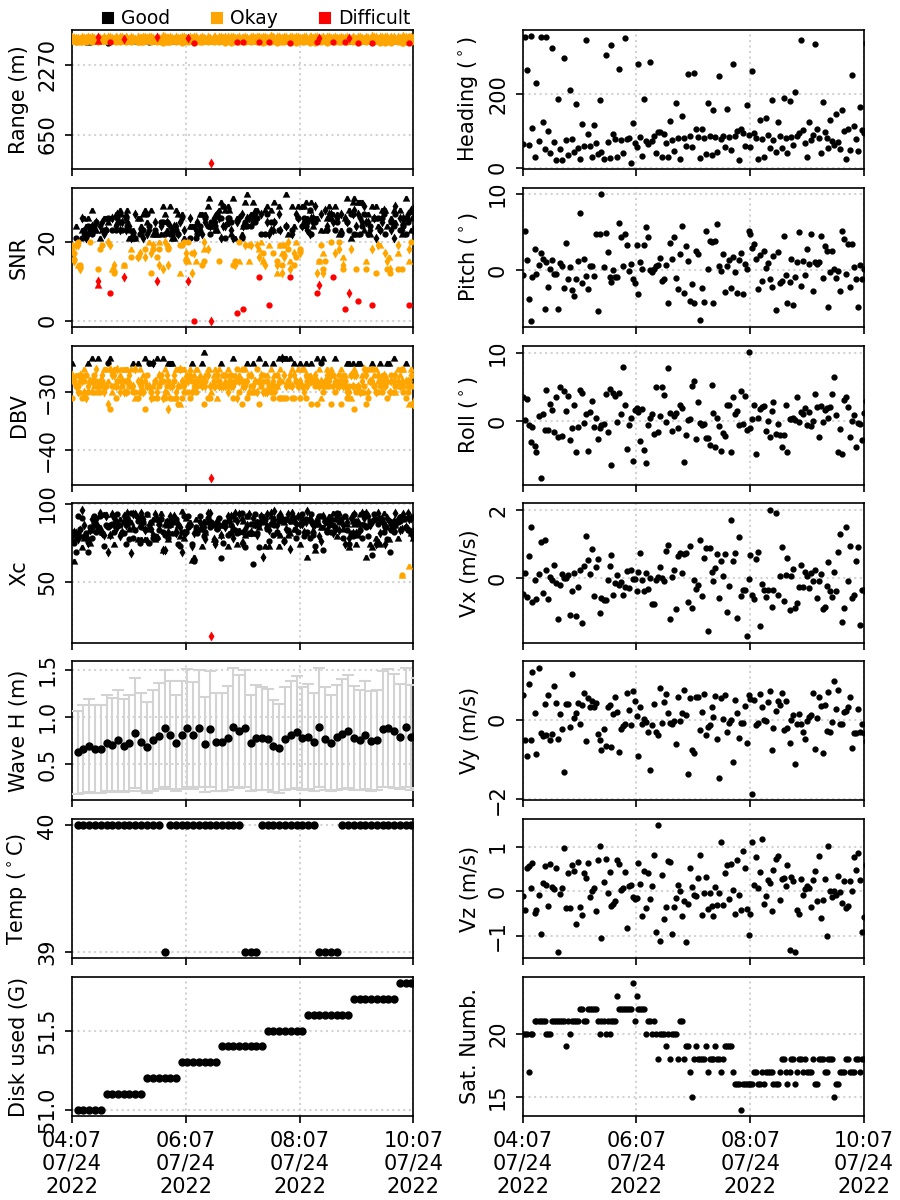 Good Okay Difficult
Range (m)
2270
650
SNR
20
0
DBV
−30
−40
Xc
100
50
Wave H (m)
1.5
1.0
0.5
Temp (°C)
40
39
Disk used (G)
51.5
51.0
04:07 06:07 08:07 10:07
07/24 07/24 07/24 07/24
2022 2022 2022 2022
Heading (°)
200
0
Pitch (°)
10
0
Roll (°)
10
0
Vx (m/s)
2
0
Vy (m/s)
0
−2
Vz (m/s)
1
0
−1
Sat. Numb.
20
15
04:07 06:07 08:07 10:07
07/24 07/24 07/24 07/24
2022 2022 2022 2022